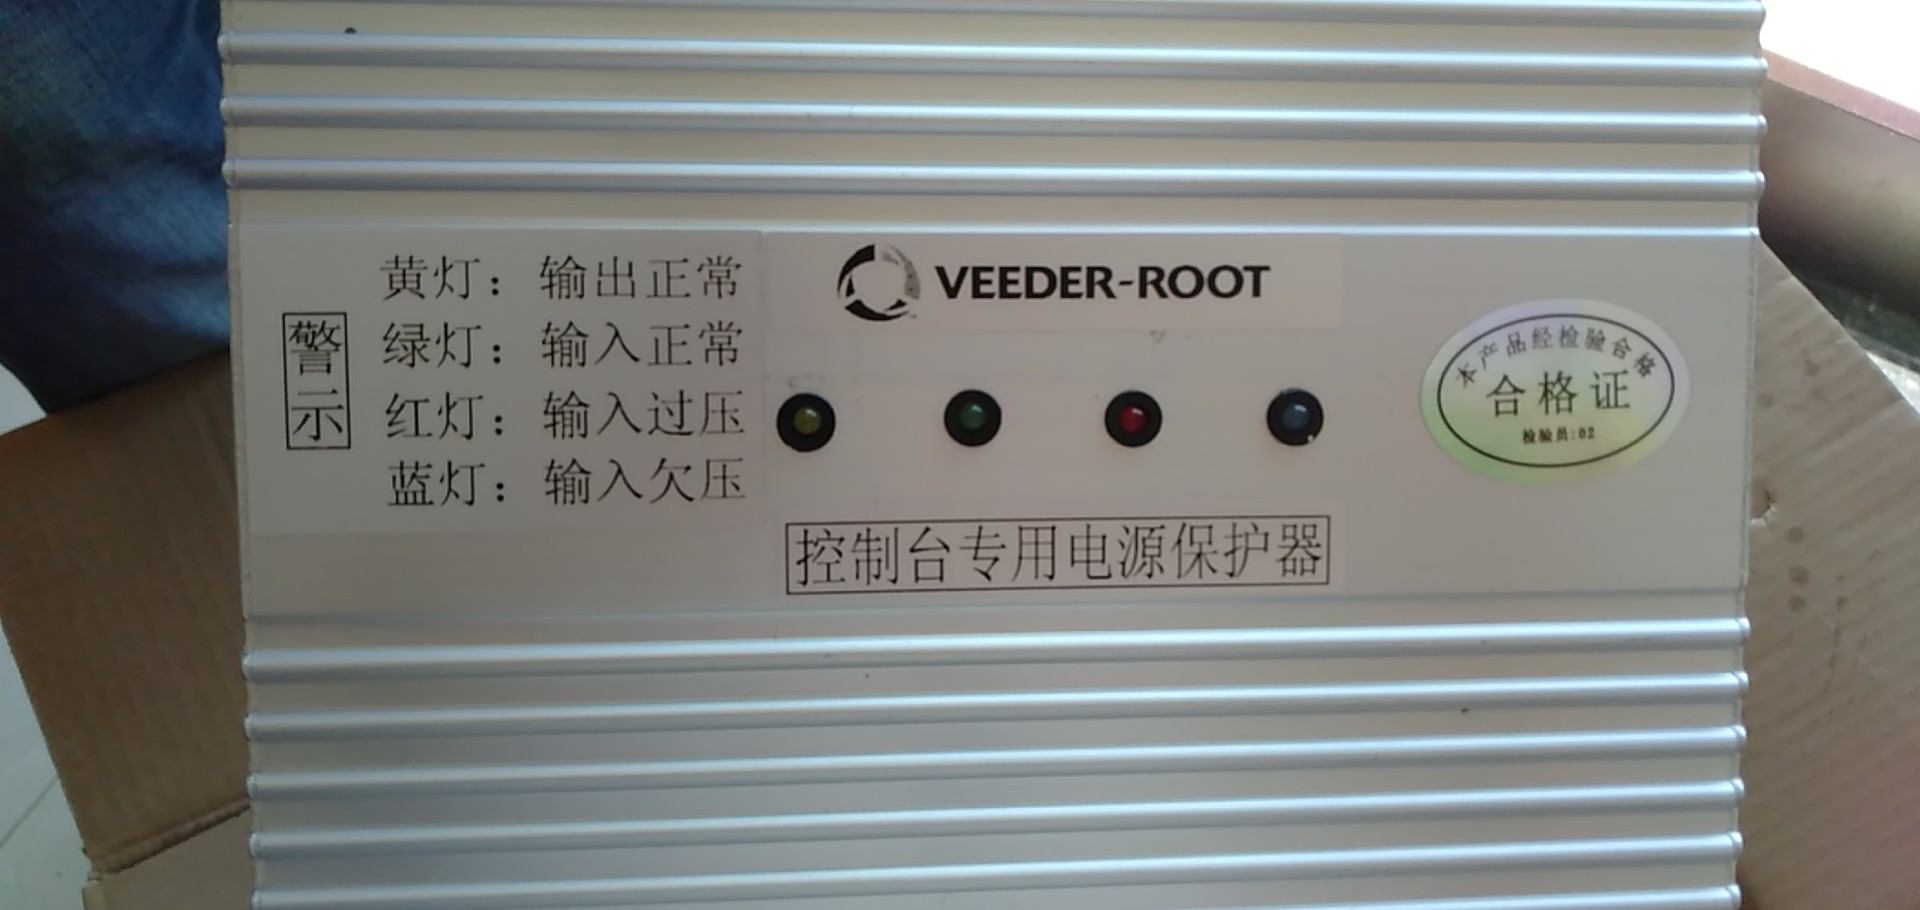 警示
黄灯：输出正常
绿灯：输入正常
红灯：输入过压
蓝灯：输入欠压
VEEDER-ROOT
控制台专用电源保护器
本产品经检验合格
合格证
检验员:02